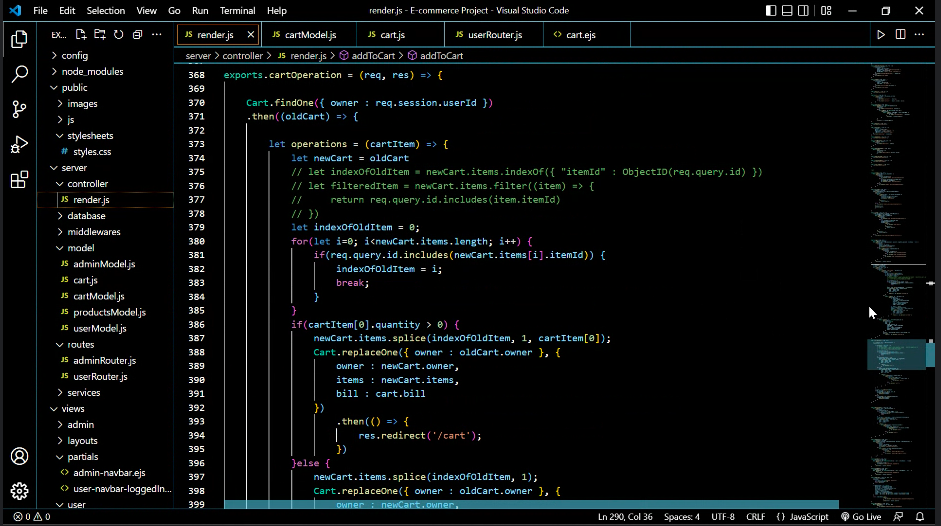 File Edit Selection View Go Run Terminal Help
render.js - E-commerce Project - Visual Studio Code
EX...
render.js
cartModel.js
cart.js
userRouter.js
cart.ejs
server > controller > render.js > addToCart > addToCart
config
node_modules
public
images
js
stylesheets
styles.css
server
controller
render.js
database
middlewares
model
adminModel.js
cart.js
cartModel.js
productsModel.js
userModel.js
routes
adminRouter.js
userRouter.js
services
views
admin
layouts
partials
admin-navbar.ejs
user-navbar-loggedIn...
user
368 exports.cartOperation = (req, res) => {
369
370 Cart.findOne({ owner : req.session.userId })
371 .then((oldCart) => {
372
373 let operations = (cartItem) => {
374 let newCart = oldCart
375 // let indexOfOldItem = newCart.items.indexOf({ "itemId" : ObjectID(req.query.id) })
376 // let filteredItem = newCart.items.filter((item) => {
377 // return req.query.id.includes(item.itemId)
378 // })
379 let indexOfOldItem = 0;
380 for(let i=0; i<newCart.items.length; i++) {
381 if(req.query.id.includes(newCart.items[i].itemId)) {
382 indexOfOldItem = i;
383 break;
384 }
385 }
386 if(cartItem[0].quantity > 0) {
387 newCart.items.splice(indexOfOldItem, 1, cartItem[0]);
388 Cart.replaceOne({ owner : oldCart.owner }, {
389 owner : newCart.owner,
390 items : newCart.items,
391 bill : cart.bill
392 })
393 .then(() => {
394 res.redirect('/cart');
395 })
396 }else {
397 newCart.items.splice(indexOfOldItem, 1);
398 Cart.replaceOne({ owner : oldCart.owner }, {
399 owner : newCart.owner,
0 0 Ln 290, Col 36 Spaces: 4 UTF-8 CRLF {} JavaScript Go Live